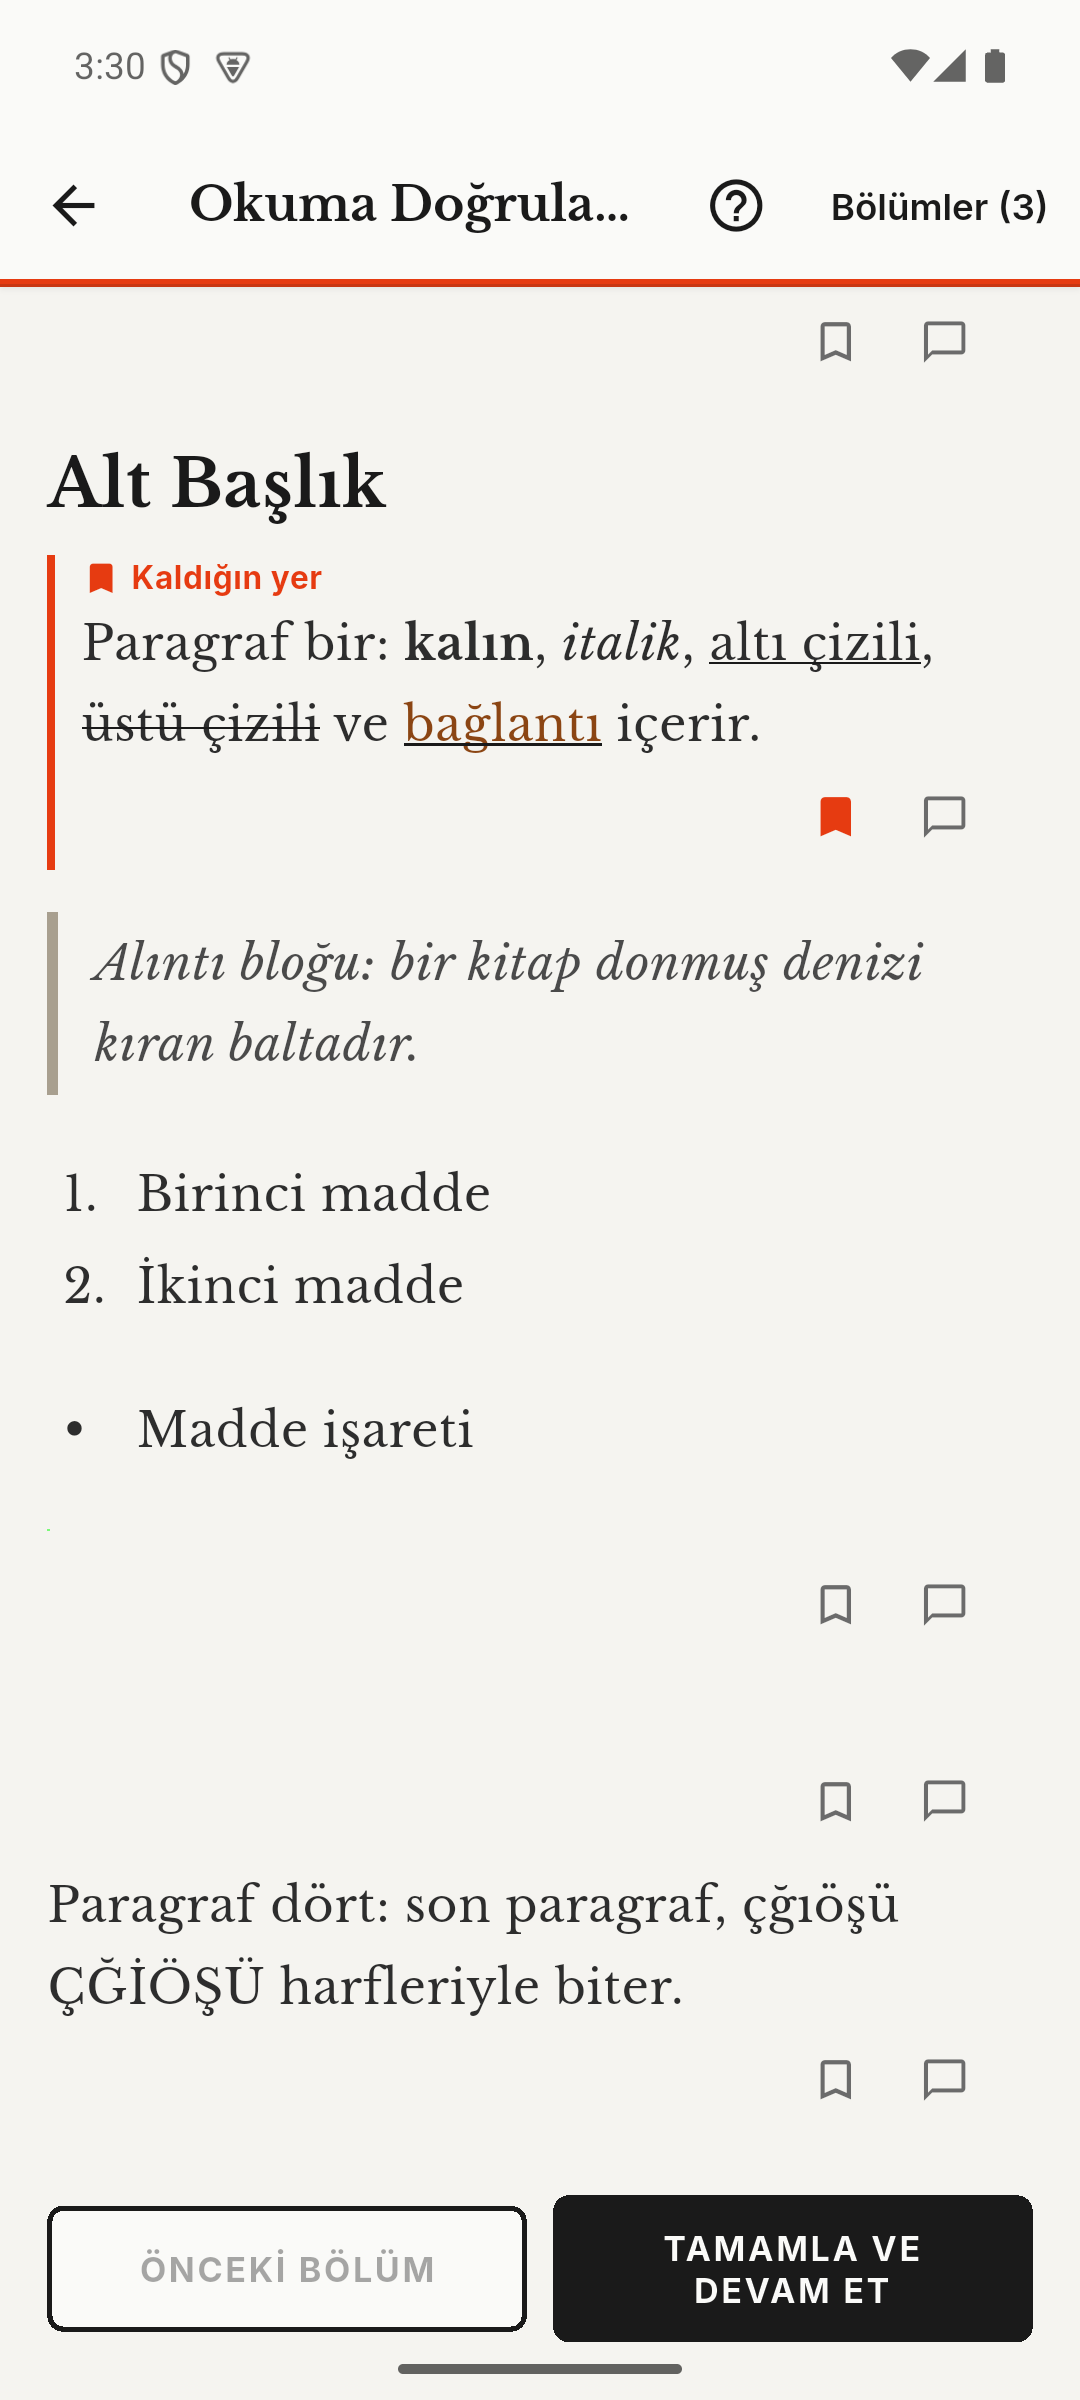 3:30
Okuma Doğrula...
Bölümler (3)
Alt Başlık
Kaldığın yer
Paragraf bir: kalın, italik, altı çizili,
üstü çizili ve bağlantı içerir.
Alıntı bloğu: bir kitap donmuş denizi
kıran baltadır.
1. Birinci madde
2. İkinci madde
• Madde işareti
Paragraf dört: son paragraf, çğıöşü
ÇĞİÖŞÜ harfleriyle biter.
ÖNCEKİ BÖLÜM
TAMAMLA VE
DEVAM ET